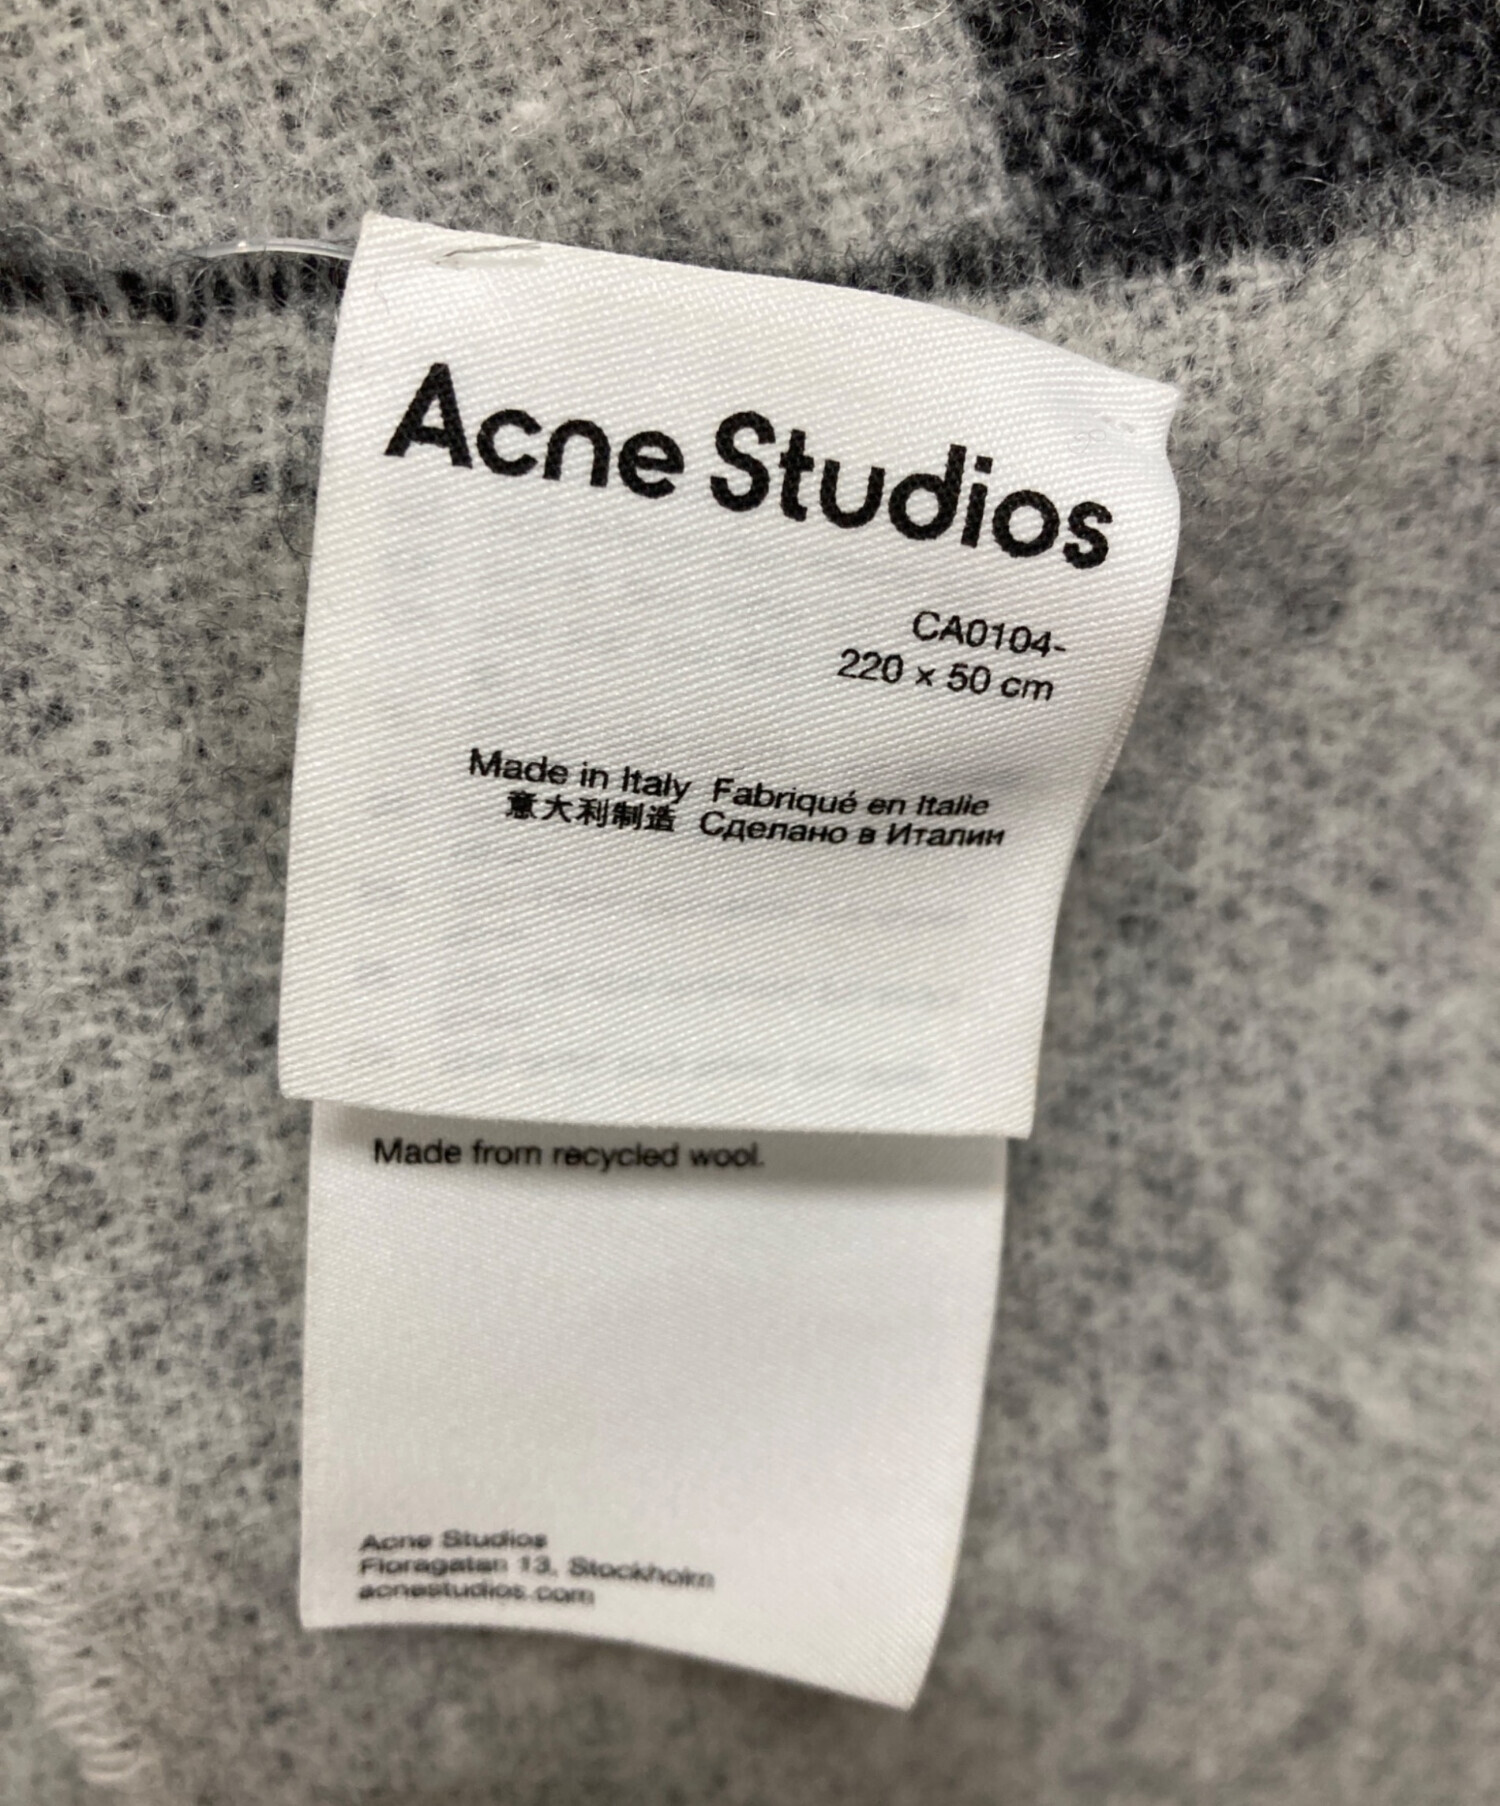 Acne Studios
CA0104-
220 × 50 cm
Made in Italy Fabriqué en Italie
意大利制造 Сделано в Италии
Made from recycled wool.
Acne Studios
Floragatan 13, Stockholm
acnestudios.com